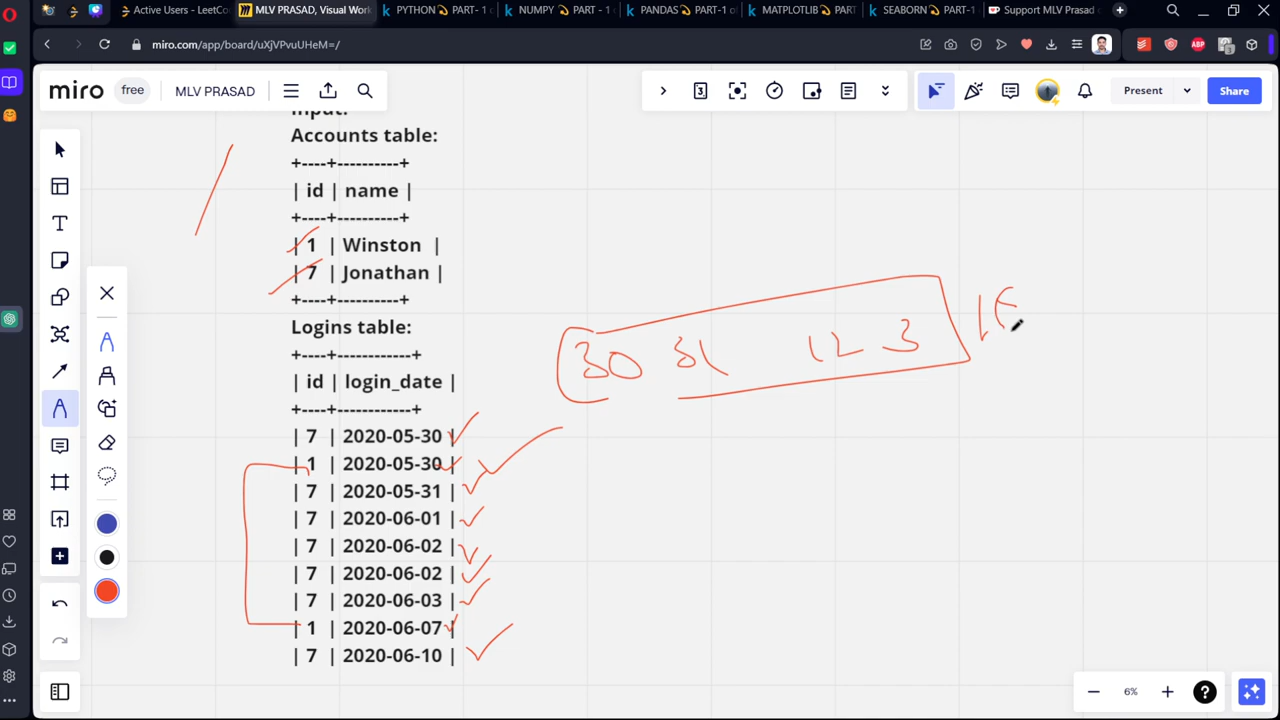 Active Users - LeetCo
MLV PRASAD, Visual Work
PYTHON PART- 1 o
NUMPY PART - 1 o
PANDAS PART-1 o
MATPLOTLIB PART
SEABORN PART-1
Support MLV Prasad
miro.com/app/board/uXjVPvuUHeM=/
ABP
miro
free
MLV PRASAD
3
Present
Share
Input:
Accounts table:
+----+----------+
| id | name |
+----+----------+
| 1 | Winston |
| 7 | Jonathan |
+----+----------+
Logins table:
+----+------------+
| id | login_date |
+----+------------+
| 7 | 2020-05-30 |
| 1 | 2020-05-30 |
| 7 | 2020-05-31 |
| 7 | 2020-06-01 |
| 7 | 2020-06-02 |
| 7 | 2020-06-02 |
| 7 | 2020-06-03 |
| 1 | 2020-06-07 |
| 7 | 2020-06-10 |
30 31 1 2 3
6%